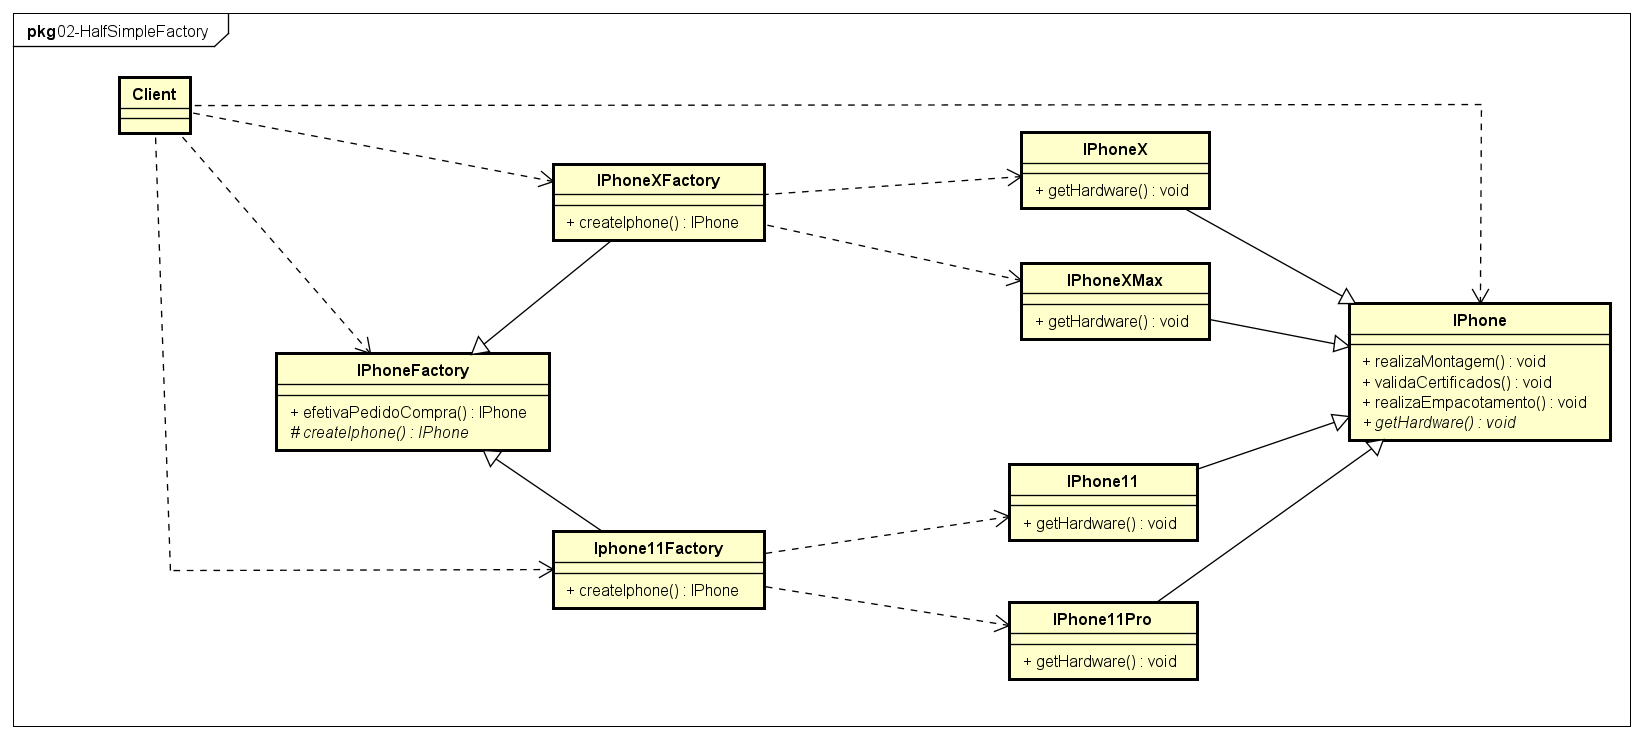 pkg 02-HalfSimpleFactory
Client
IPhoneXFactory
+ createIphone() : IPhone
IPhoneX
+ getHardware() : void
IPhoneXMax
+ getHardware() : void
IPhone
+ realizaMontagem() : void
+ validaCertificados() : void
+ realizaEmpacotamento() : void
+ getHardware() : void
IPhoneFactory
+ efetivaPedidoCompra() : IPhone
# createIphone() : IPhone
IPhone11
+ getHardware() : void
Iphone11Factory
+ createIphone() : IPhone
IPhone11Pro
+ getHardware() : void